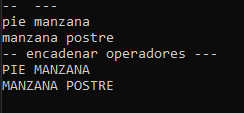 --  ---
pie manzana
manzana postre
-- encadenar operadores ---
PIE MANZANA
MANZANA POSTRE